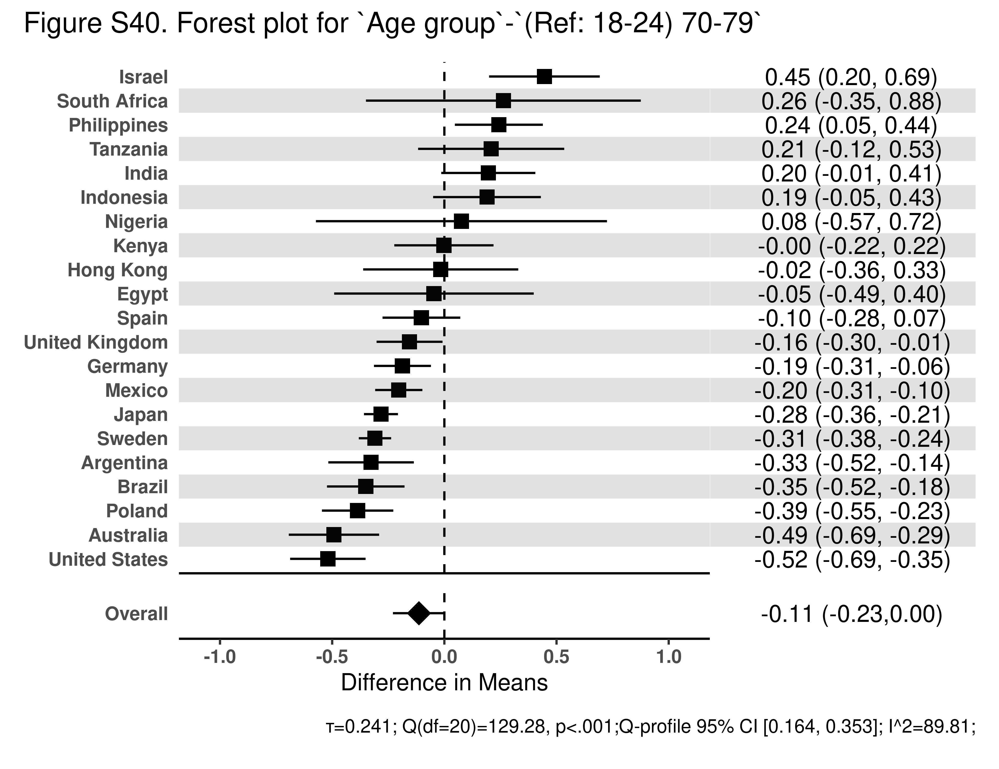 Figure S40. Forest plot for `Age group`-`(Ref: 18-24) 70-79`
Israel 0.45 (0.20, 0.69)
South Africa 0.26 (-0.35, 0.88)
Philippines 0.24 (0.05, 0.44)
Tanzania 0.21 (-0.12, 0.53)
India 0.20 (-0.01, 0.41)
Indonesia 0.19 (-0.05, 0.43)
Nigeria 0.08 (-0.57, 0.72)
Kenya -0.00 (-0.22, 0.22)
Hong Kong -0.02 (-0.36, 0.33)
Egypt -0.05 (-0.49, 0.40)
Spain -0.10 (-0.28, 0.07)
United Kingdom -0.16 (-0.30, -0.01)
Germany -0.19 (-0.31, -0.06)
Mexico -0.20 (-0.31, -0.10)
Japan -0.28 (-0.36, -0.21)
Sweden -0.31 (-0.38, -0.24)
Argentina -0.33 (-0.52, -0.14)
Brazil -0.35 (-0.52, -0.18)
Poland -0.39 (-0.55, -0.23)
Australia -0.49 (-0.69, -0.29)
United States -0.52 (-0.69, -0.35)
Overall -0.11 (-0.23,0.00)
-1.0 -0.5 0.0 0.5 1.0
Difference in Means
τ=0.241; Q(df=20)=129.28, p<.001;Q-profile 95% CI [0.164, 0.353]; I^2=89.81;